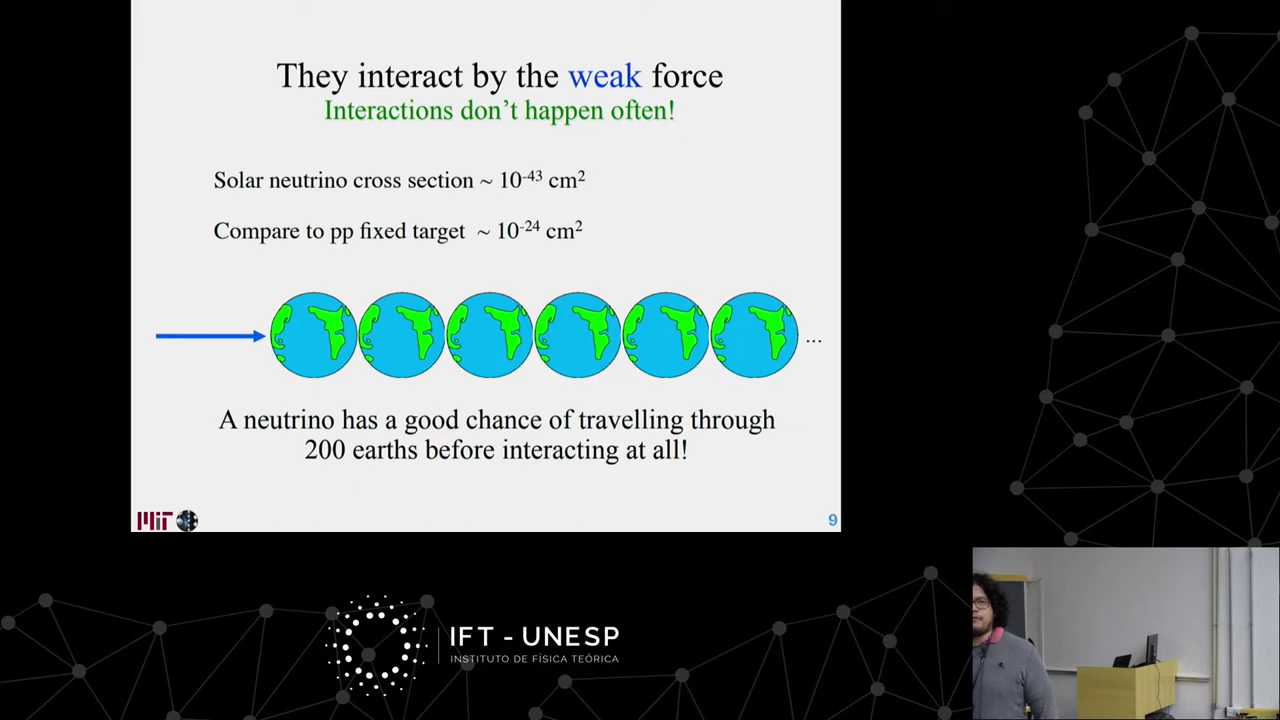 They interact by the weak force
Interactions don't happen often!
Solar neutrino cross section ~ 10⁻⁴³ cm²
Compare to pp fixed target ~ 10⁻²⁴ cm²
...
A neutrino has a good chance of travelling through
200 earths before interacting at all!
MIT
9
IFT - UNESP
INSTITUTO DE FÍSICA TEÓRICA